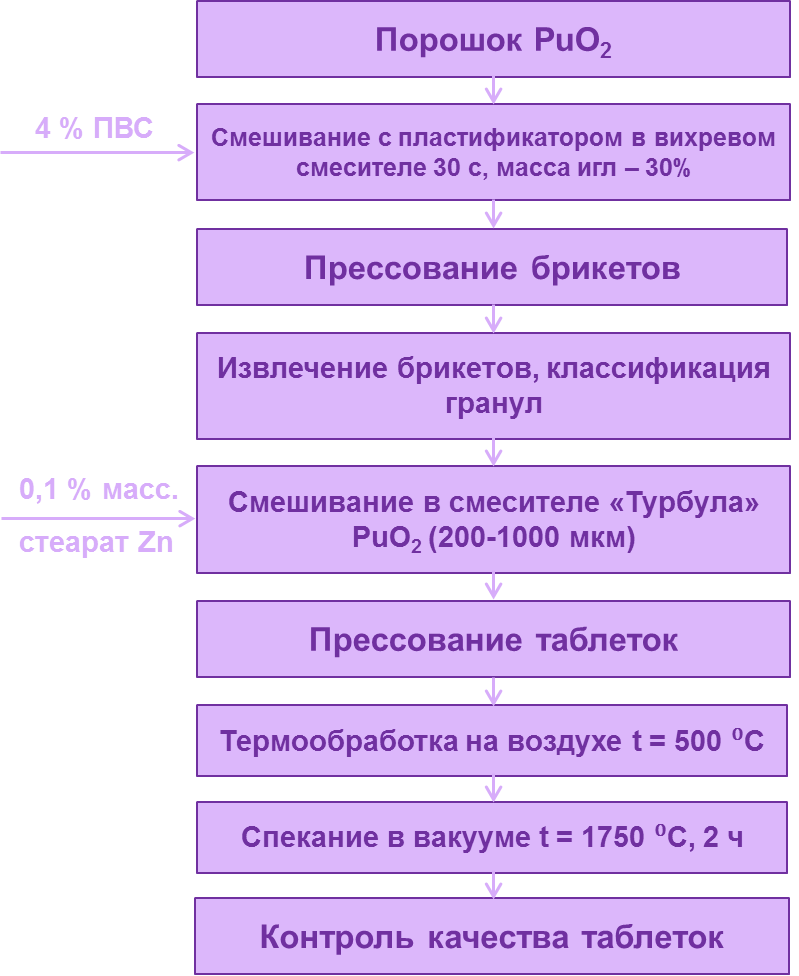 Порошок PuO₂
4 % ПВС
Смешивание с пластификатором в вихревом
смесителе 30 с, масса игл – 30%
Прессование брикетов
Извлечение брикетов, классификация
гранул
0,1 % масс.
стеарат Zn
Смешивание в смесителе «Турбула»
PuO₂ (200-1000 мкм)
Прессование таблеток
Термообработка на воздухе t = 500 ⁰С
Спекание в вакууме t = 1750 ⁰С, 2 ч
Контроль качества таблеток